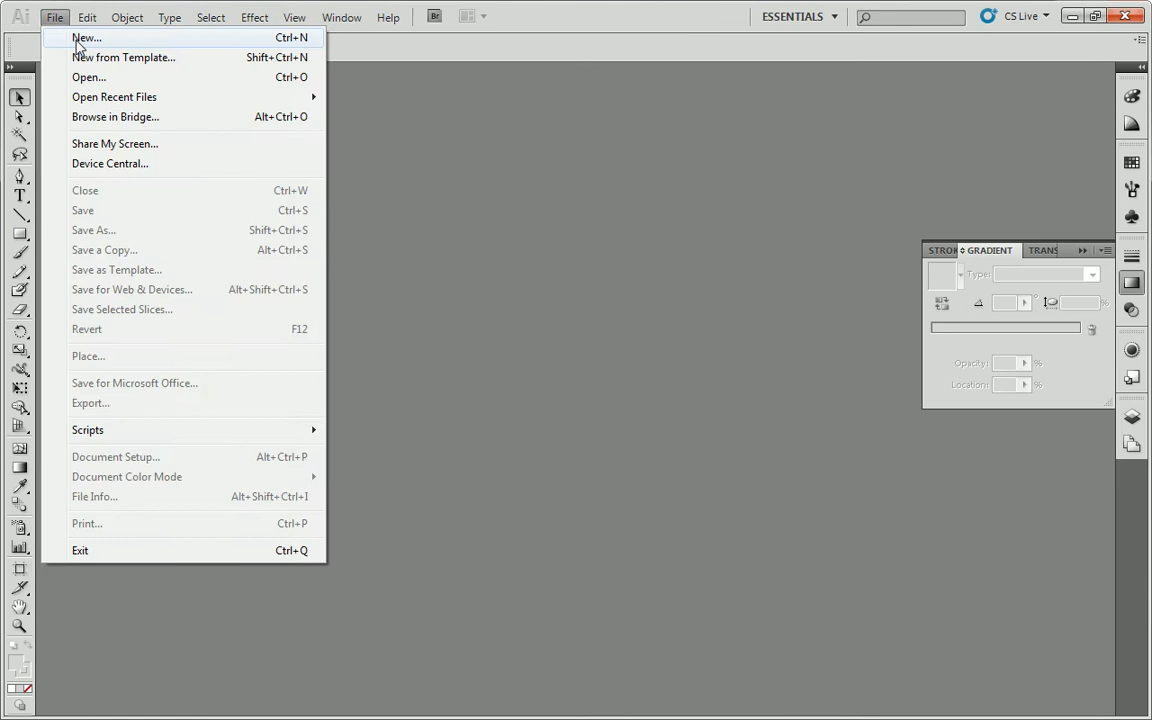 Ai File Edit Object Type Select Effect View Window Help Br ESSENTIALS CS Live
New... Ctrl+N
New from Template... Shift+Ctrl+N
Open... Ctrl+O
Open Recent Files
Browse in Bridge... Alt+Ctrl+O
Share My Screen...
Device Central...
Close Ctrl+W
Save Ctrl+S
Save As... Shift+Ctrl+S
Save a Copy... Alt+Ctrl+S
Save as Template...
Save for Web & Devices... Alt+Shift+Ctrl+S
Save Selected Slices...
Revert F12
Place...
Save for Microsoft Office...
Export...
Scripts
Document Setup... Alt+Ctrl+P
Document Color Mode
File Info... Alt+Shift+Ctrl+I
Print... Ctrl+P
Exit Ctrl+Q
STROK GRADIENT TRANS
Type:
°
%
Opacity: %
Location: %